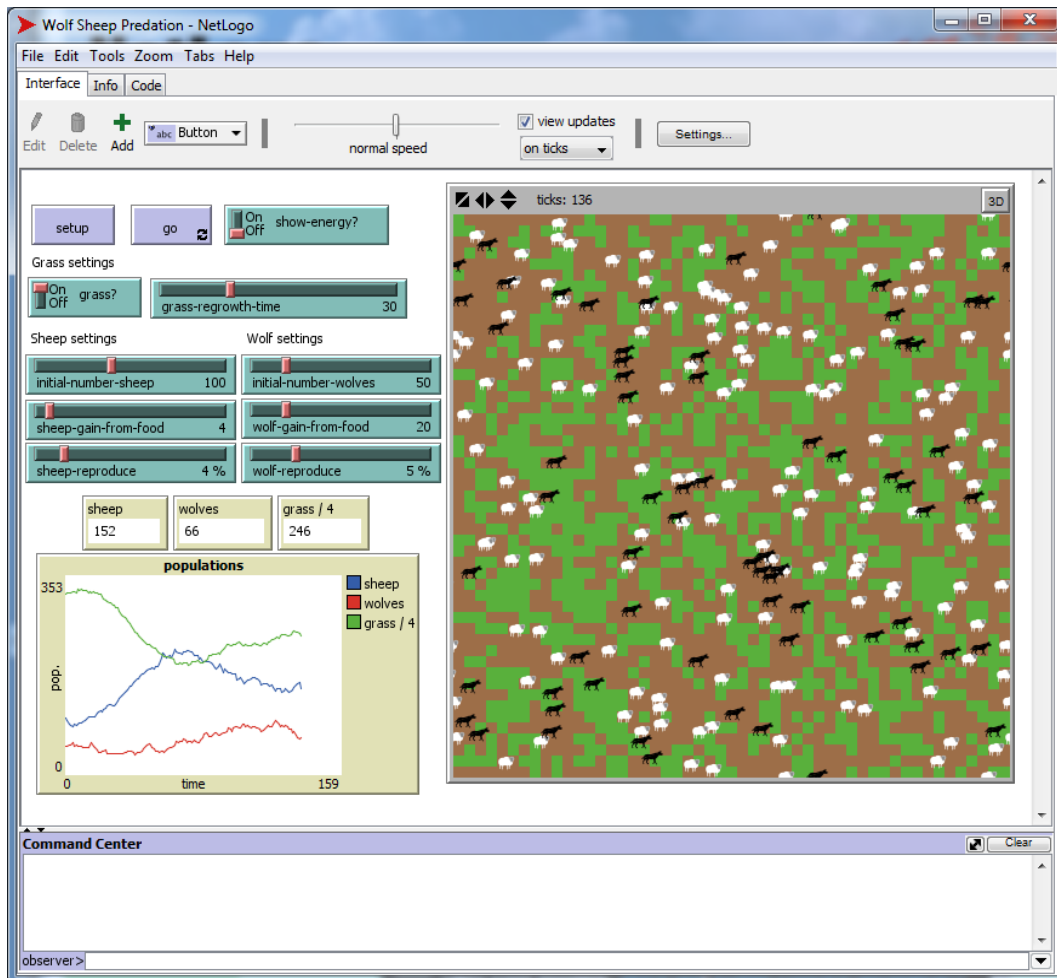 Wolf Sheep Predation - NetLogo
File Edit Tools Zoom Tabs Help
Interface Info Code
Edit Delete Add abc Button normal speed view updates on ticks Settings...
setup go On Off show-energy? ticks: 136 3D
Grass settings
On Off grass? grass-regrowth-time 30
Sheep settings Wolf settings
initial-number-sheep 100 initial-number-wolves 50
sheep-gain-from-food 4 wolf-gain-from-food 20
sheep-reproduce 4 % wolf-reproduce 5 %
sheep wolves grass / 4
152 66 246
populations
353 sheep
wolves
grass / 4
pop.
0
0 time 159
Command Center Clear
observer>